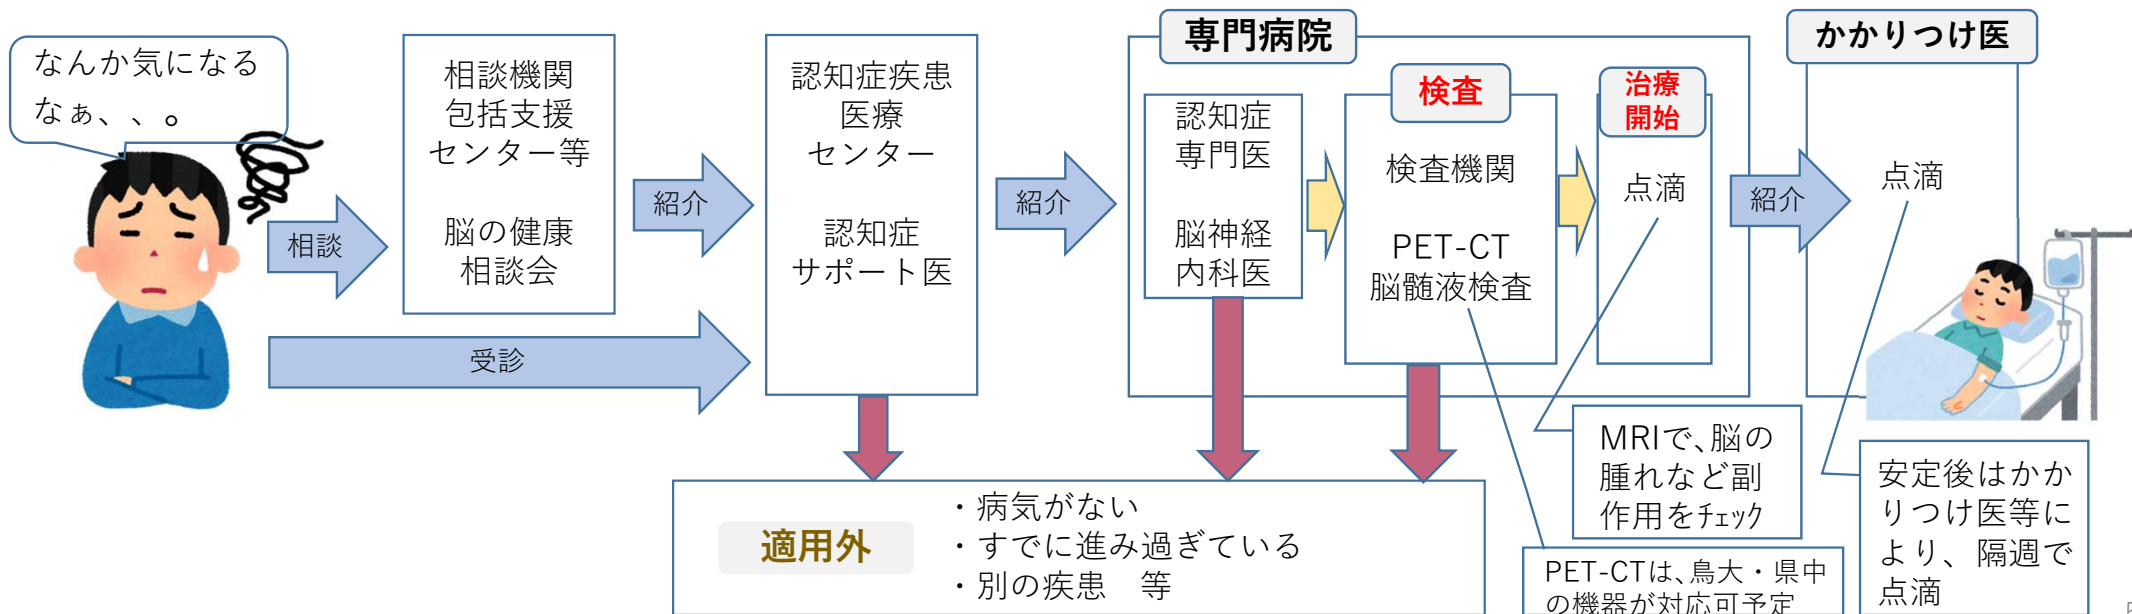 なんか気になる
なぁ、、。
相談
受診
相談機関
包括支援
センター等
脳の健康
相談会
紹介
認知症疾患
医療
センター
認知症
サポート医
紹介
専門病院
認知症
専門医
脳神経
内科医
検査
検査機関
PET-CT
脳髄液検査
治療
開始
点滴
紹介
かかりつけ医
点滴
適用外
・病気がない
・すでに進み過ぎている
・別の疾患　等
MRIで、脳の
腫れなど副
作用をﾁｪｯｸ
PET-CTは、鳥大・県中
の機器が対応可予定
安定後はかか
りつけ医等に
より、隔週で
点滴